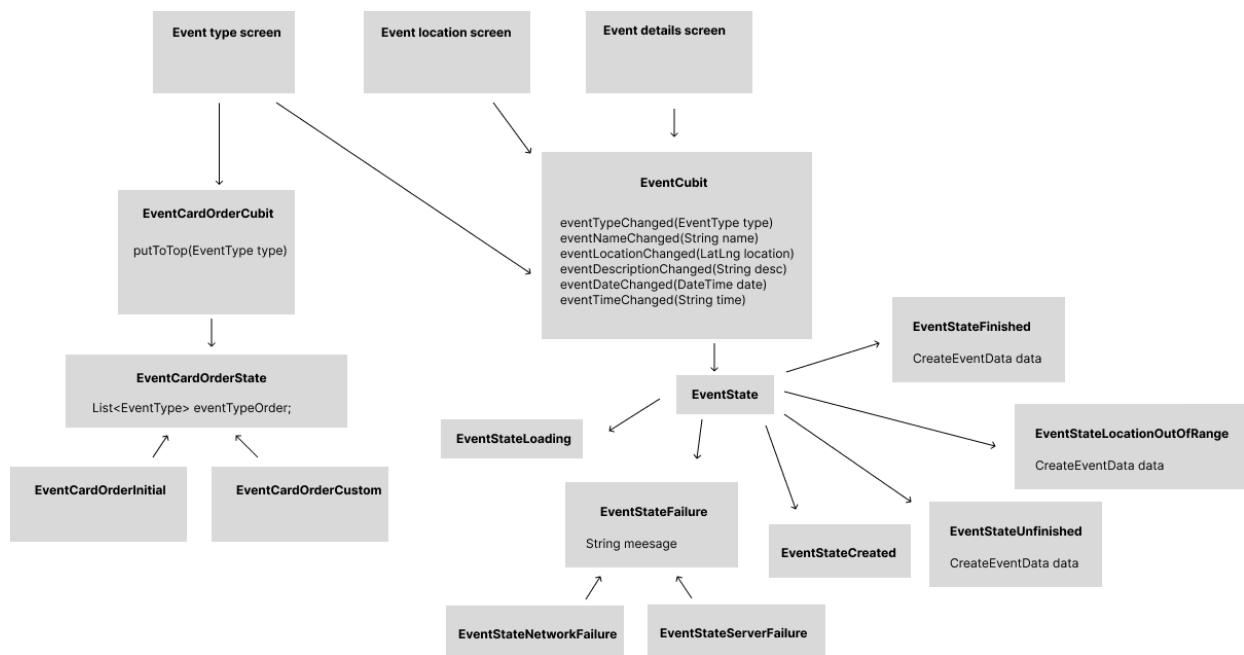 Event type screen
Event location screen
Event details screen
EventCardOrderCubit
putToTop(EventType type)
EventCubit
eventTypeChanged(EventType type)
eventNameChanged(String name)
eventLocationChanged(LatLng location)
eventDescriptionChanged(String desc)
eventDateChanged(DateTime date)
eventTimeChanged(String time)
EventCardOrderState
List<EventType> eventTypeOrder;
EventCardOrderInitial
EventCardOrderCustom
EventState
EventStateFinished
CreateEventData data
EventStateLoading
EventStateLocationOutOfRange
CreateEventData data
EventStateFailure
String meesage
EventStateCreated
EventStateUnfinished
CreateEventData data
EventStateNetworkFailure
EventStateServerFailure